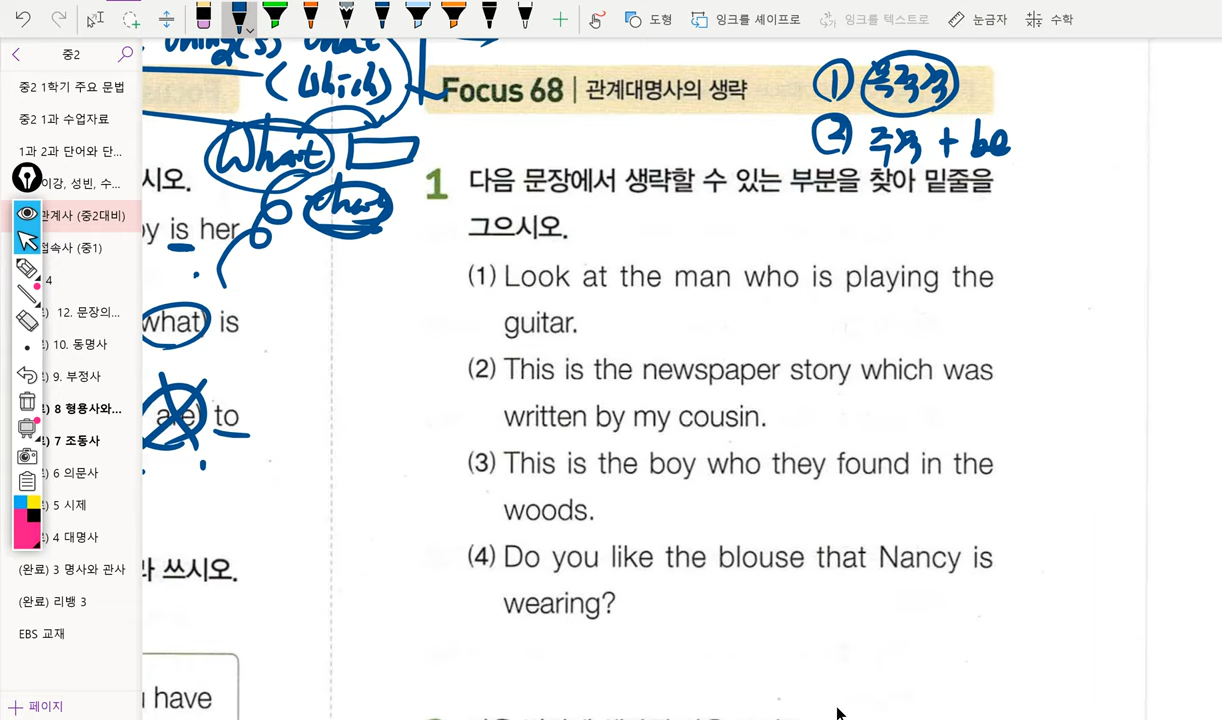 중2
도형
잉크를 셰이프로
잉크를 텍스트로
눈금자
수학
중2 1학기 주요 문법
중2 1과 수업자료
1과 2과 단어와 단...
이강, 성빈, 수...
관계사 (중2대비)
접속사 (중1)
4
12. 문장의...
10. 동명사
9. 부정사
8 형용사와...
7 조동사
6 의문사
5 시제
4 대명사
(완료) 3 명사와 관사
(완료) 리뱅 3
EBS 교재
페이지
that
(which)
What
that
시오.
is her
what) is
are) to
쓰시오.
have
Focus 68 | 관계대명사의 생략
① 목적격
② 주격 + be
1 다음 문장에서 생략할 수 있는 부분을 찾아 밑줄을
그으시오.
(1) Look at the man who is playing the
guitar.
(2) This is the newspaper story which was
written by my cousin.
(3) This is the boy who they found in the
woods.
(4) Do you like the blouse that Nancy is
wearing?